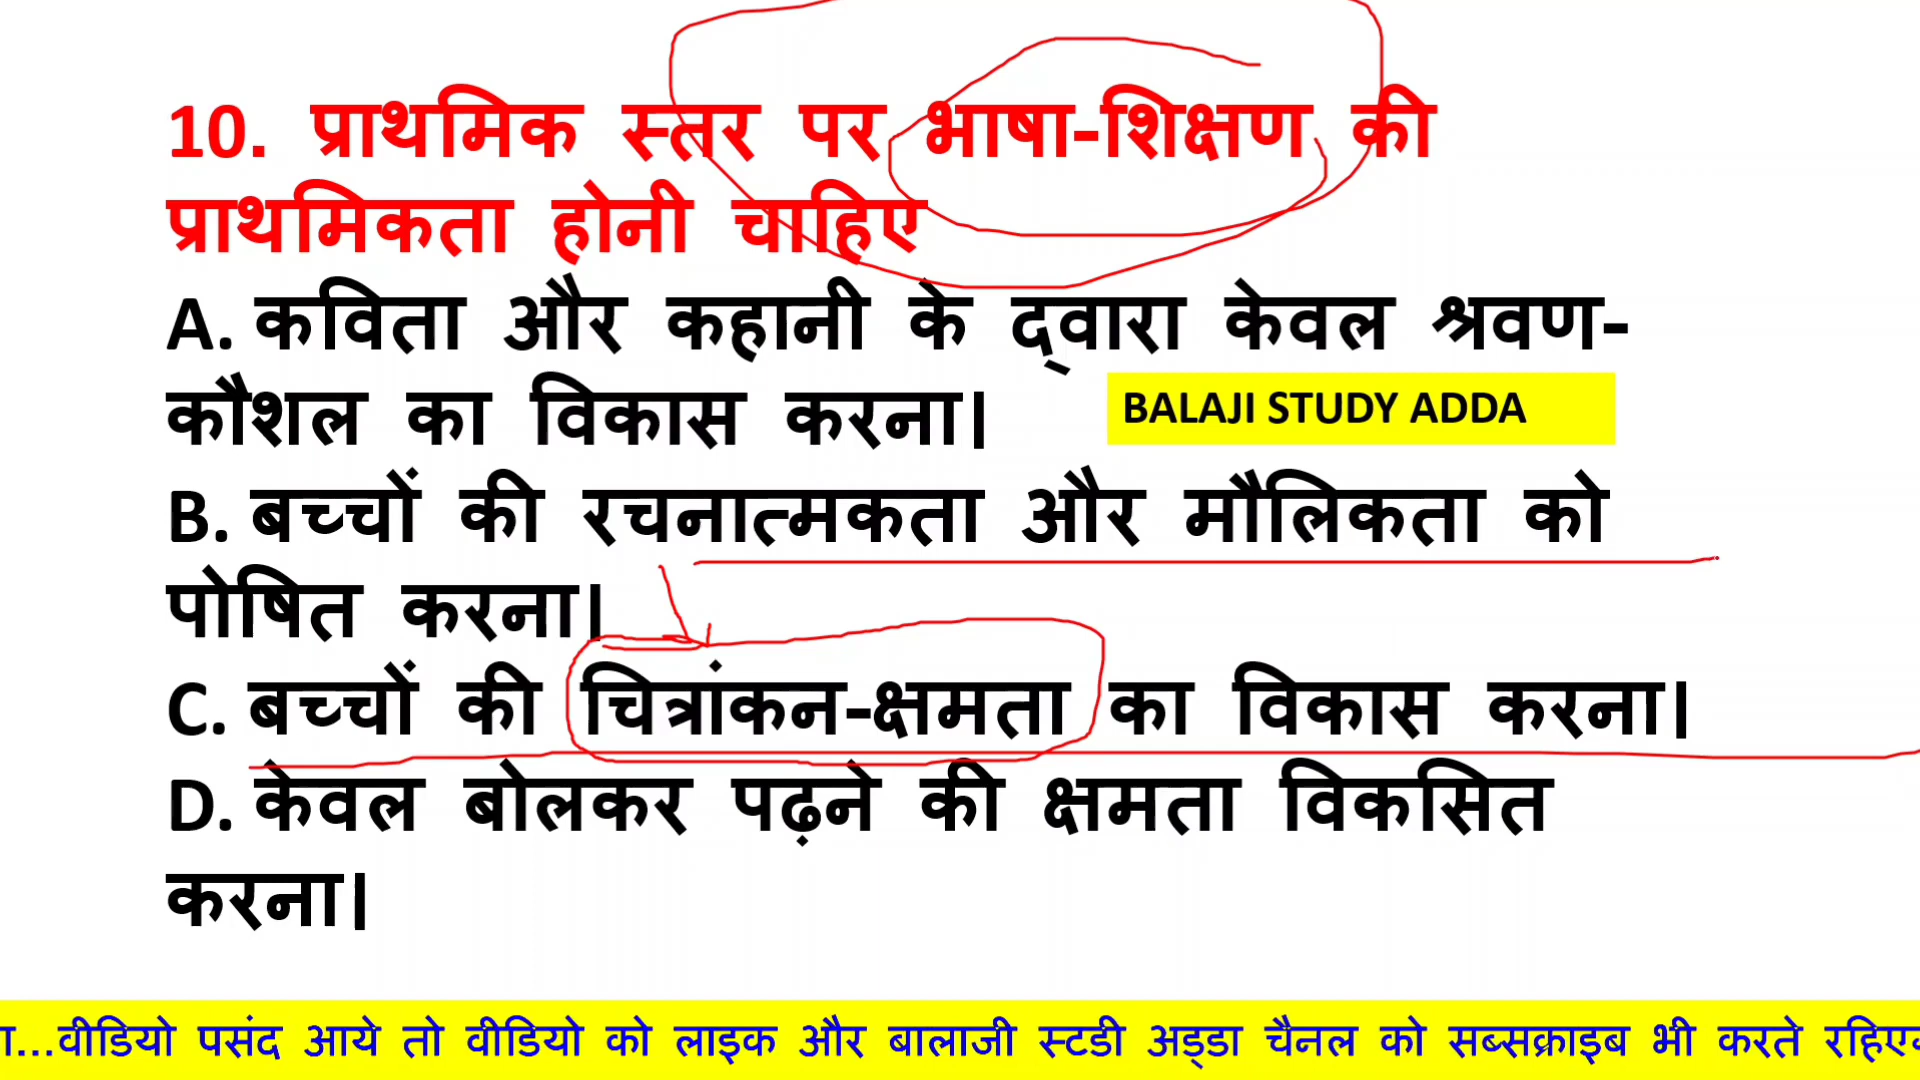 10. प्राथमिक स्तर पर भाषा-शिक्षण की
प्राथमिकता होनी चाहिए
A. कविता और कहानी के द्वारा केवल श्रवण-
कौशल का विकास करना।
BALAJI STUDY ADDA
B. बच्चों की रचनात्मकता और मौलिकता को
पोषित करना।
C. बच्चों की चित्रांकन-क्षमता का विकास करना।
D. केवल बोलकर पढ़ने की क्षमता विकसित
करना।
...वीडियो पसंद आये तो वीडियो को लाइक और बालाजी स्टडी अड्डा चैनल को सब्सक्राइब भी करते